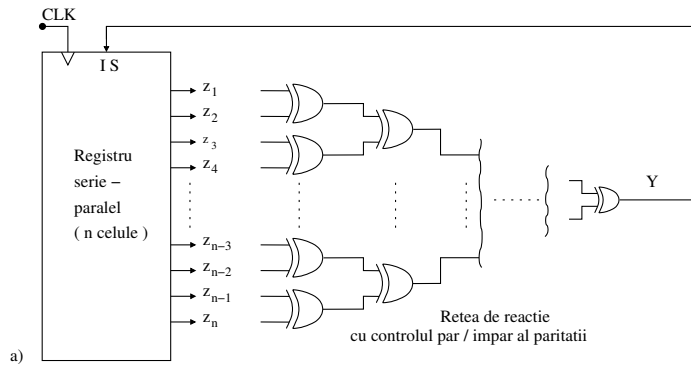 CLK
I S
Registru
serie –
paralel
( n celule )
z1
z2
z3
z4
zn−3
zn−2
zn−1
zn
Y
Retea de reactie
cu controlul par / impar al paritatii
a)